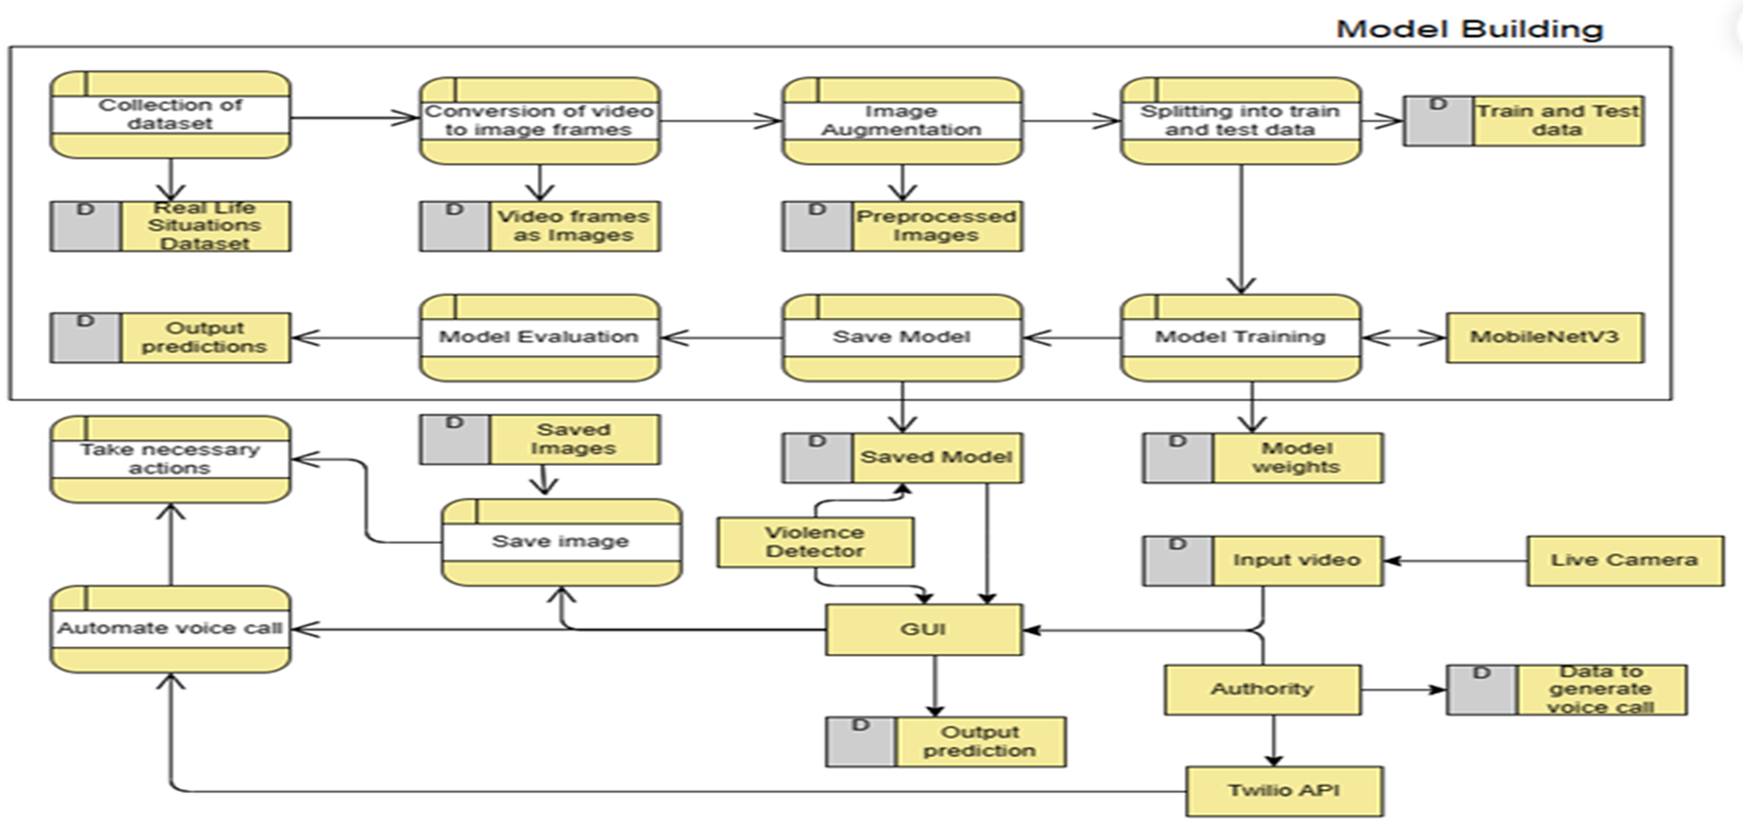 Model Building
Collection of
dataset
Conversion of video
to image frames
Image
Augmentation
Splitting into train
and test data
D
Train and Test
data
D
Real Life
Situations
Dataset
D
Video frames
as Images
D
Preprocessed
Images
D
Output
predictions
Model Evaluation
Save Model
Model Training
MobileNetV3
Take necessary
actions
D
Saved
Images
D
Saved Model
D
Model
weights
Save image
Violence
Detector
D
Input video
Live Camera
Automate voice call
GUI
Authority
D
Data to
generate
voice call
D
Output
prediction
Twilio API